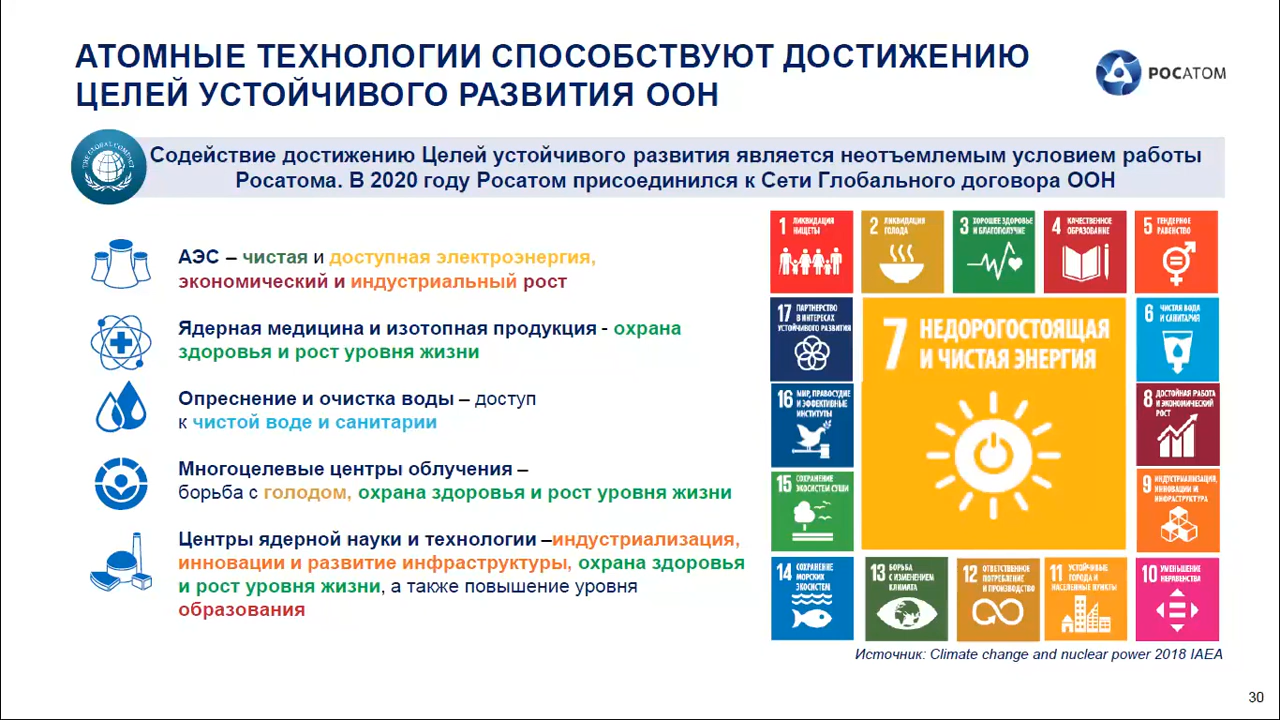 АТОМНЫЕ ТЕХНОЛОГИИ СПОСОБСТВУЮТ ДОСТИЖЕНИЮ
ЦЕЛЕЙ УСТОЙЧИВОГО РАЗВИТИЯ ООН
РОСАТОМ
THE GLOBAL COMPACT
Содействие достижению Целей устойчивого развития является неотъемлемым условием работы
Росатома. В 2020 году Росатом присоединился к Сети Глобального договора ООН
АЭС – чистая и доступная электроэнергия,
экономический и индустриальный рост
Ядерная медицина и изотопная продукция - охрана
здоровья и рост уровня жизни
Опреснение и очистка воды – доступ
к чистой воде и санитарии
Многоцелевые центры облучения –
борьба с голодом, охрана здоровья и рост уровня жизни
Центры ядерной науки и технологии –индустриализация,
инновации и развитие инфраструктуры, охрана здоровья
и рост уровня жизни, а также повышение уровня
образования
1 ЛИКВИДАЦИЯ
НИЩЕТЫ
2 ЛИКВИДАЦИЯ
ГОЛОДА
3 ХОРОШЕЕ ЗДОРОВЬЕ
И БЛАГОПОЛУЧИЕ
4 КАЧЕСТВЕННОЕ
ОБРАЗОВАНИЕ
5 ГЕНДЕРНОЕ
РАВЕНСТВО
17 ПАРТНЕРСТВО
В ИНТЕРЕСАХ
УСТОЙЧИВОГО РАЗВИТИЯ
7 НЕДОРОГОСТОЯЩАЯ
И ЧИСТАЯ ЭНЕРГИЯ
6 ЧИСТАЯ ВОДА
И САНИТАРИЯ
16 МИР, ПРАВОСУДИЕ
И ЭФФЕКТИВНЫЕ
ИНСТИТУТЫ
8 ДОСТОЙНАЯ РАБОТА
И ЭКОНОМИЧЕСКИЙ
РОСТ
15 СОХРАНЕНИЕ
ЭКОСИСТЕМ СУШИ
9 ИНДУСТРИАЛИЗАЦИЯ,
ИННОВАЦИИ И
ИНФРАСТРУКТУРА
14 СОХРАНЕНИЕ
МОРСКИХ
ЭКОСИСТЕМ
13 БОРЬБА
С ИЗМЕНЕНИЕМ
КЛИМАТА
12 ОТВЕТСТВЕННОЕ
ПОТРЕБЛЕНИЕ
И ПРОИЗВОДСТВО
11 УСТОЙЧИВЫЕ
ГОРОДА И
НАСЕЛЕННЫЕ ПУНКТЫ
10 УМЕНЬШЕНИЕ
НЕРАВЕНСТВА
Источник: Climate change and nuclear power 2018 IAEA
30